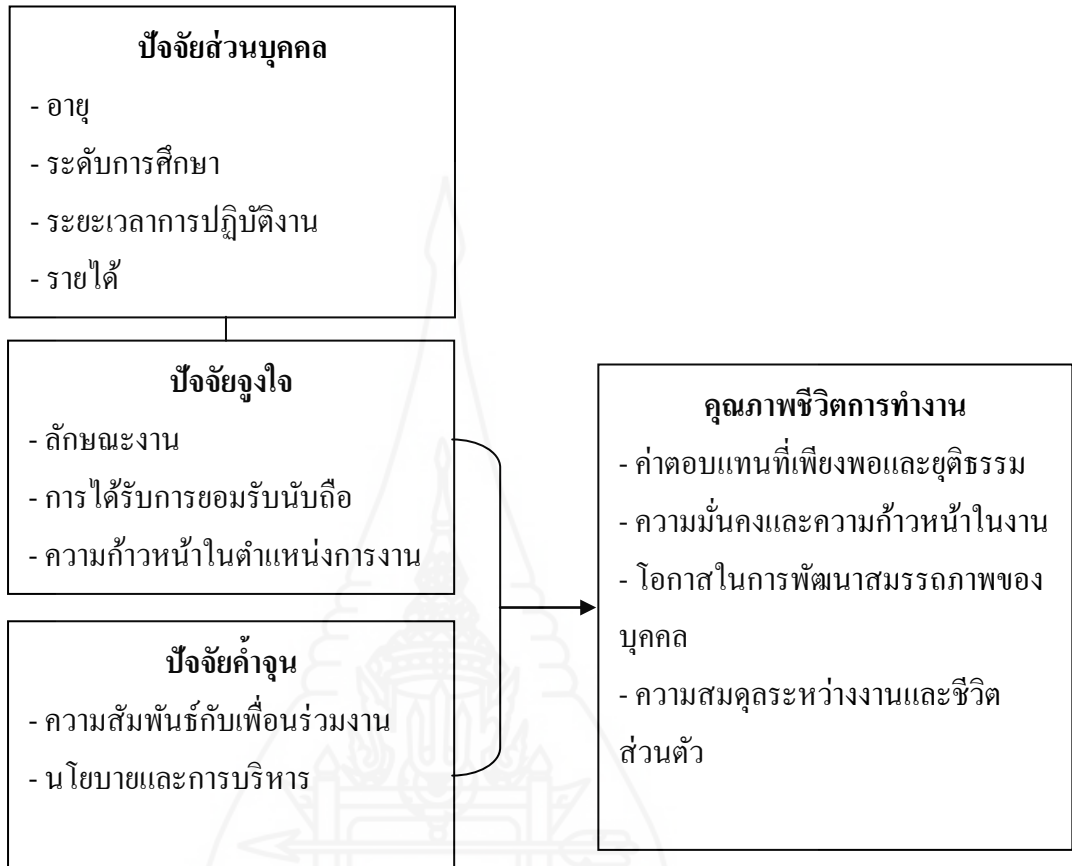 ปัจจัยส่วนบุคคล
- อายุ
- ระดับการศึกษา
- ระยะเวลาการปฏิบัติงาน
- รายได้
ปัจจัยจูงใจ
- ลักษณะงาน
- การได้รับการยอมรับนับถือ
- ความก้าวหน้าในตำแหน่งการงาน
ปัจจัยค้ำจุน
- ความสัมพันธ์กับเพื่อนร่วมงาน
- นโยบายและการบริหาร
คุณภาพชีวิตการทำงาน
- ค่าตอบแทนที่เพียงพอและยุติธรรม
- ความมั่นคงและความก้าวหน้าในงาน
- โอกาสในการพัฒนาสมรรถภาพของ
บุคคล
- ความสมดุลระหว่างงานและชีวิต
ส่วนตัว